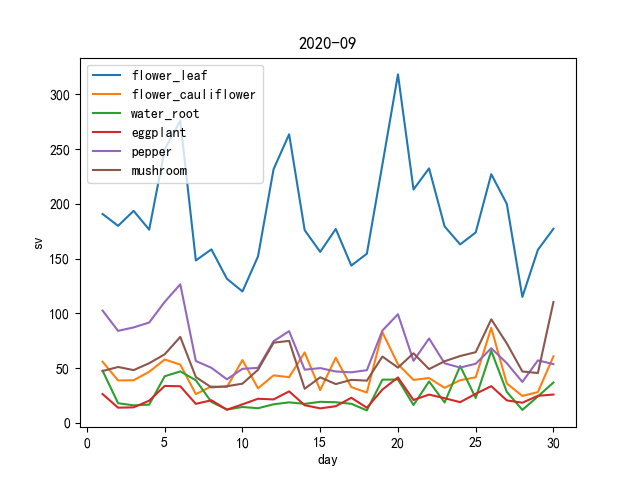 2020-09
flower_leaf
flower_cauliflower
water_root
eggplant
pepper
mushroom
300
250
200
150
100
50
0
sv
0
5
10
15
20
25
30
day